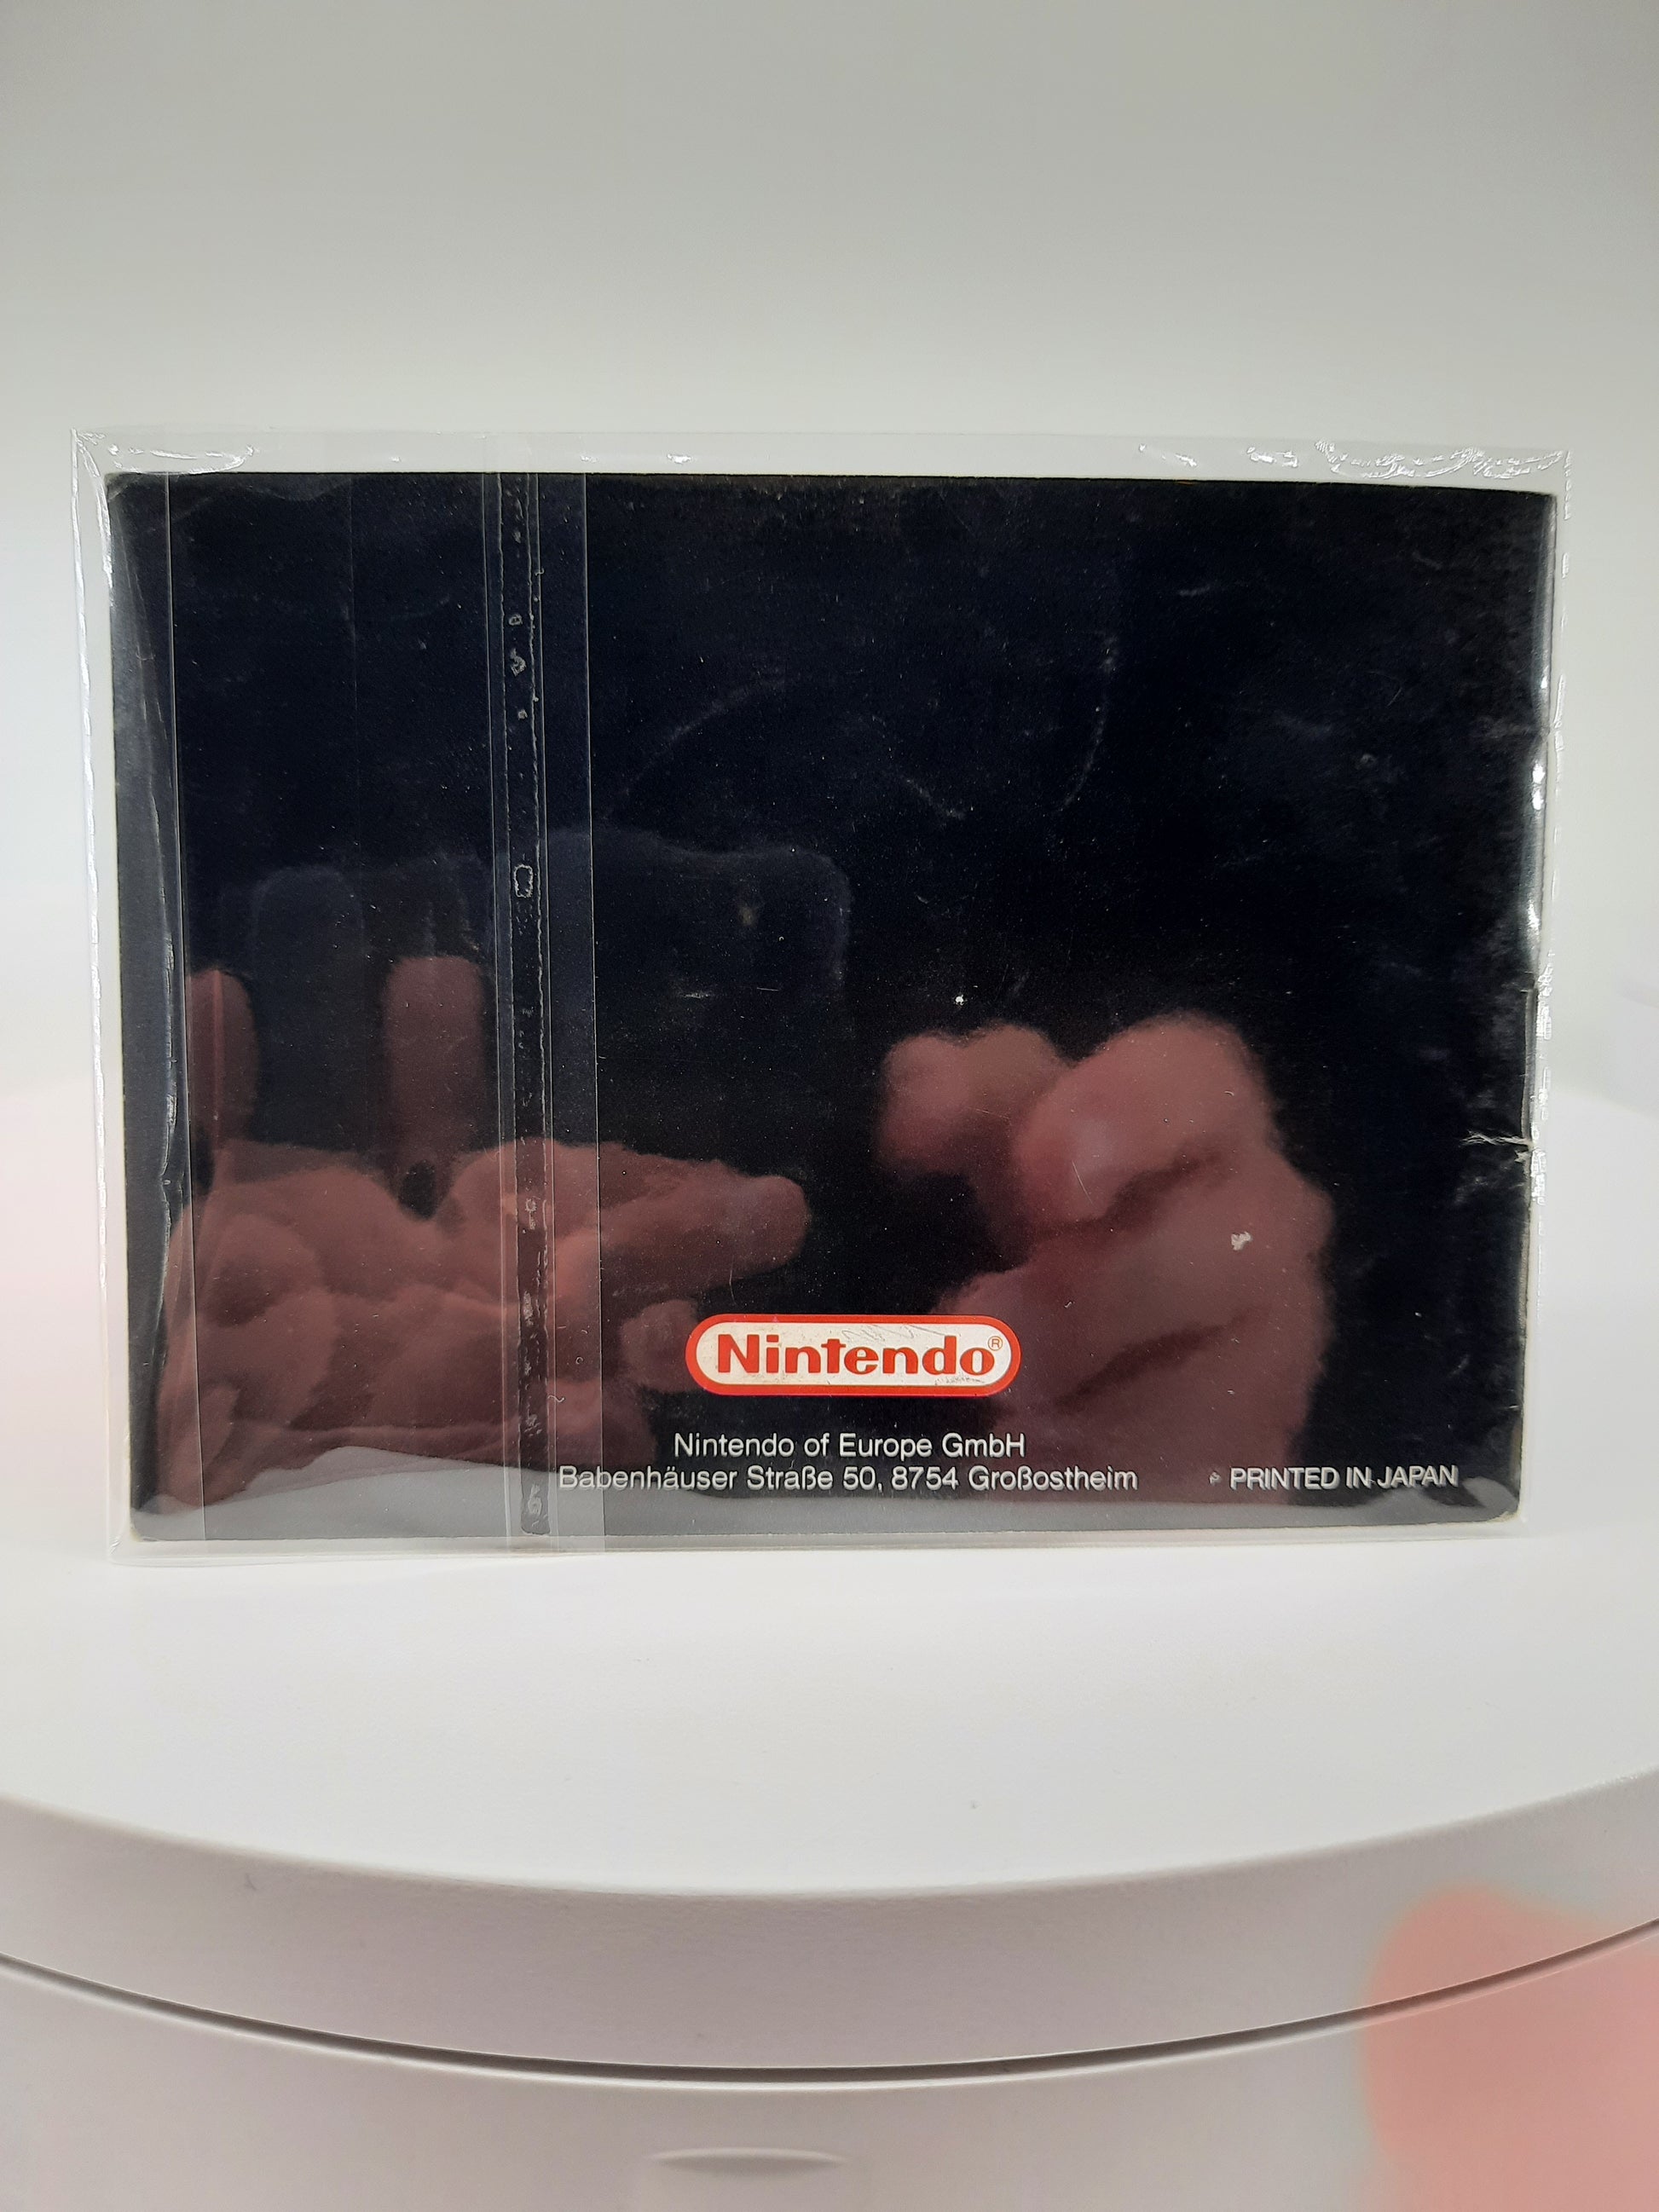 Nintendo®
Nintendo of Europe GmbH
Babenhäuser Straße 50, 8754 Großostheim
PRINTED IN JAPAN